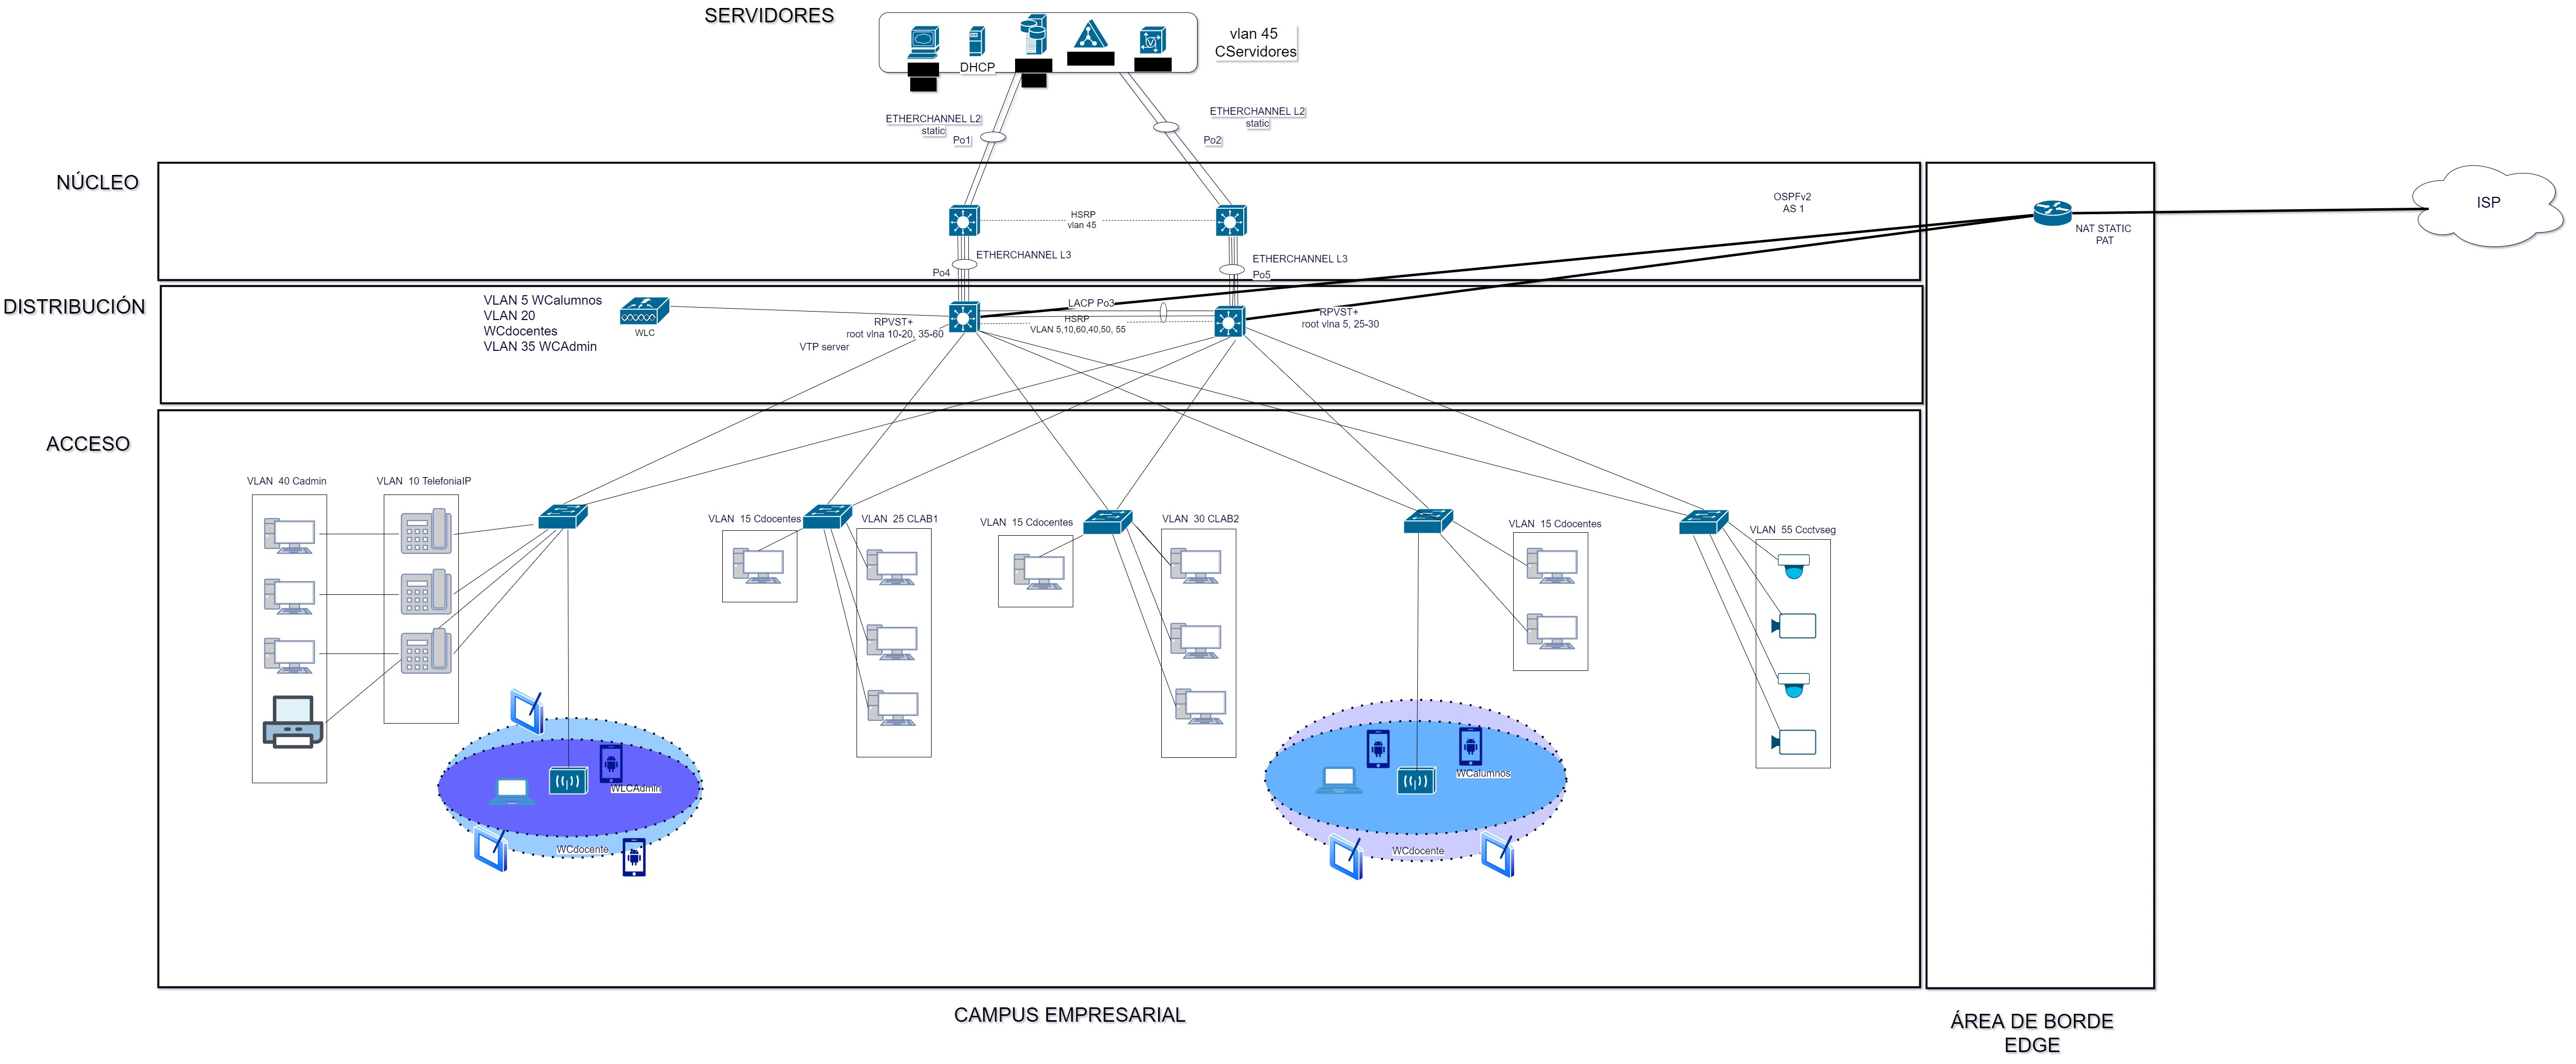 SERVIDORES
vlan 45
CServidores
DHCP
ETHERCHANNEL L2
static
Po1
ETHERCHANNEL L2
static
Po2
NÚCLEO
HSRP
vlan 45
OSPFv2
AS 1
ISP
NAT STATIC
PAT
ETHERCHANNEL L3
Po4
ETHERCHANNEL L3
Po5
DISTRIBUCIÓN
VLAN 5 WCalumnos
VLAN 20
WCdocentes
VLAN 35 WCAdmin
WLC
LACP Po3
HSRP
VLAN 5,10,60,40,50, 55
RPVST+
root vlna 10-20, 35-60
VTP server
RPVST+
root vlna 5, 25-30
ACCESO
VLAN 40 Cadmin
VLAN 10 TelefoniaIP
VLAN 15 Cdocentes
VLAN 25 CLAB1
VLAN 15 Cdocentes
VLAN 30 CLAB2
VLAN 15 Cdocentes
VLAN 55 Ccctvseg
WLCAdmin
WCdocente
WCalumnos
WCdocente
CAMPUS EMPRESARIAL
ÁREA DE BORDE
EDGE